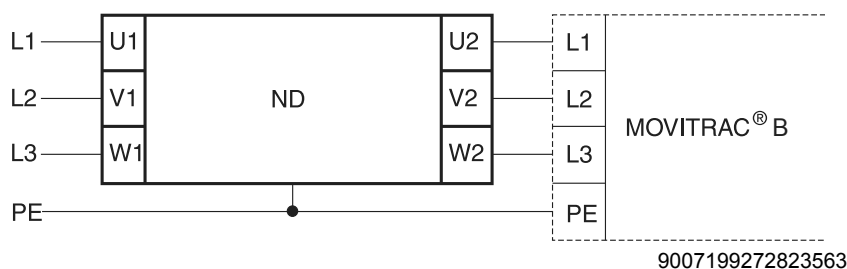 L1 U1 U2 L1
L2 V1 ND V2 L2 MOVITRAC® B
L3 W1 W2 L3
PE PE
9007199272823563